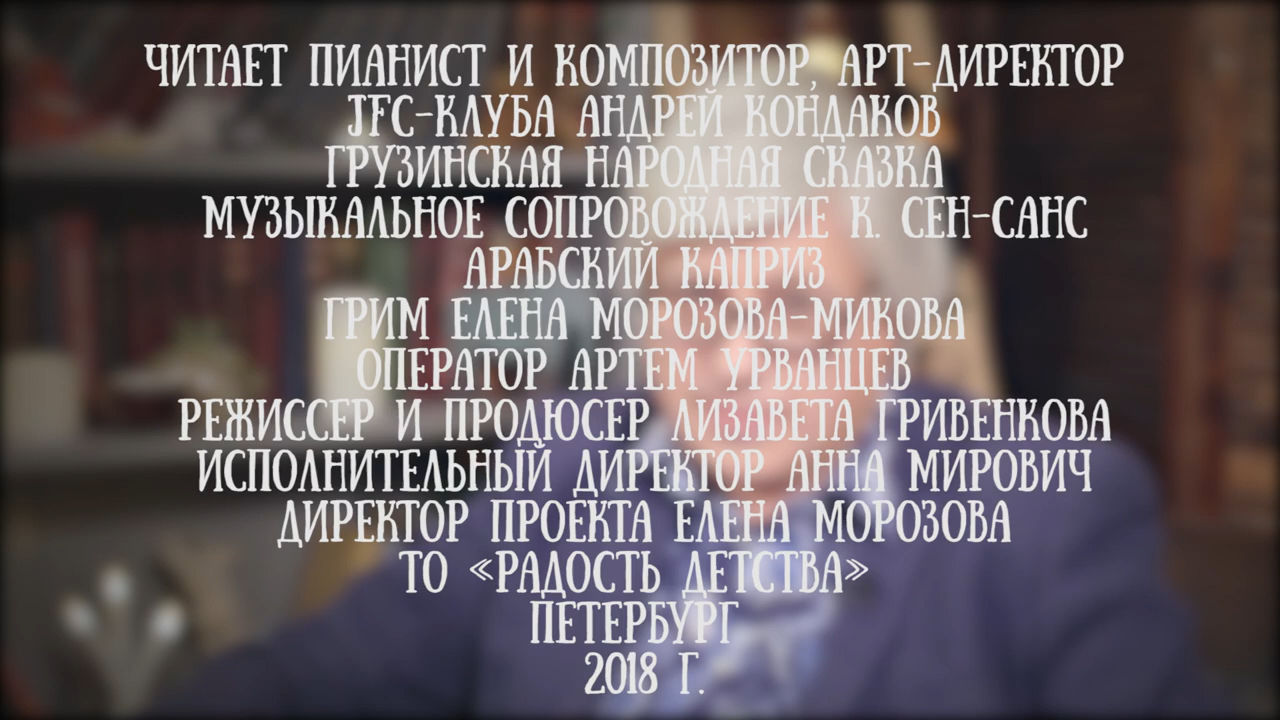 ЧИТАЕТ ПИАНИСТ И КОМПОЗИТОР, АРТ-ДИРЕКТОР
JFC-КЛУБА АНДРЕЙ КОНДАКОВ
ГРУЗИНСКАЯ НАРОДНАЯ СКАЗКА
МУЗЫКАЛЬНОЕ СОПРОВОЖДЕНИЕ К. СЕН-САНС
АРАБСКИЙ КАПРИЗ
ГРИМ ЕЛЕНА МОРОЗОВА-МИКОВА
ОПЕРАТОР АРТЕМ УРВАНЦЕВ
РЕЖИССЕР И ПРОДЮСЕР ЛИЗАВЕТА ГРИВЕНКОВА
ИСПОЛНИТЕЛЬНЫЙ ДИРЕКТОР АННА МИРОВИЧ
ДИРЕКТОР ПРОЕКТА ЕЛЕНА МОРОЗОВА
ТО «РАДОСТЬ ДЕТСТВА»
ПЕТЕРБУРГ
2018 Г.